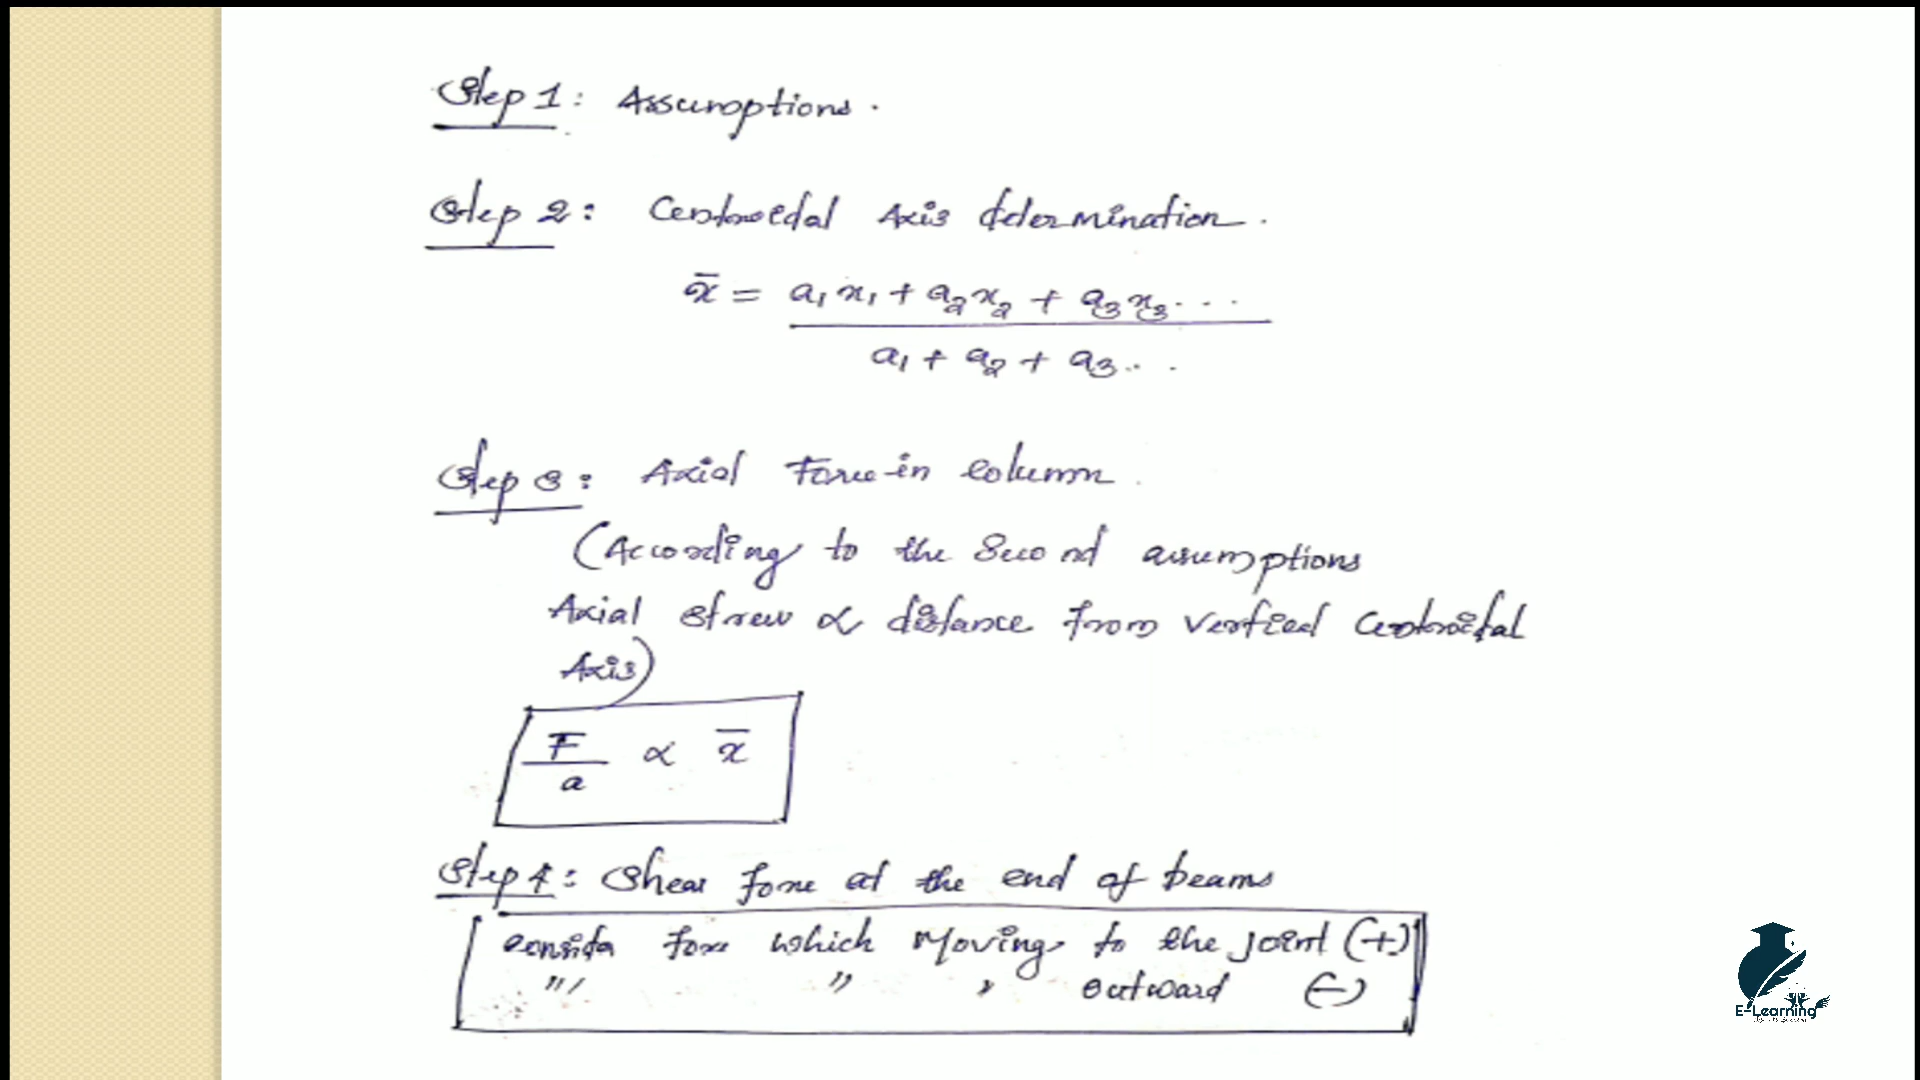 Step 1: Assumptions.
Step 2: Centroidal Axis determination.
x̄ = a₁x₁ + a₂x₂ + a₃x₃...
a₁ + a₂ + a₃...
Step 3: Axial Force in column.
(According to the Second assumptions
Axial stress ∝ distance from vertical centroidal
Axis)
F
a ∝ x̄
Step 4: Shear force at the end of beams
consider force which moving to the joint (+)
"" " " outward (-)
E-Learning